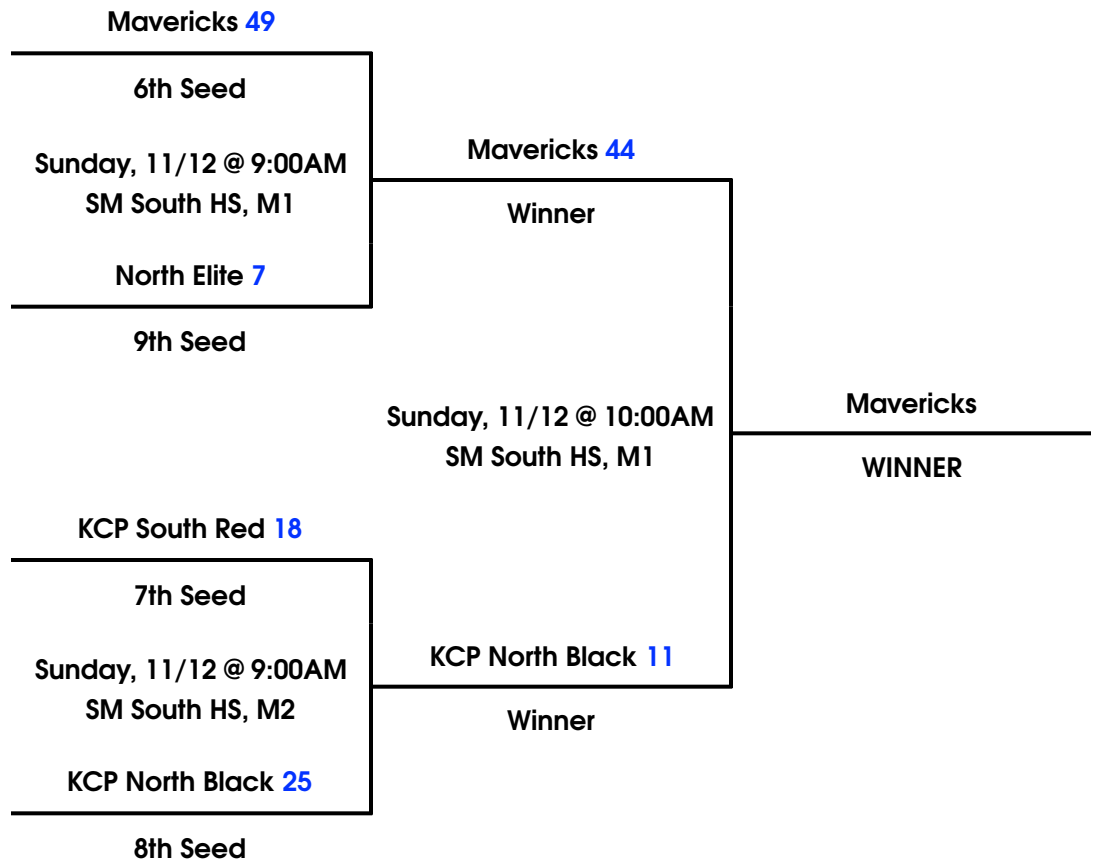 Mavericks 49
6th Seed
Sunday, 11/12 @ 9:00AM
SM South HS, M1
North Elite 7
9th Seed
Mavericks 44
Winner
Sunday, 11/12 @ 10:00AM
SM South HS, M1
Mavericks
WINNER
KCP South Red 18
7th Seed
Sunday, 11/12 @ 9:00AM
SM South HS, M2
KCP North Black 25
8th Seed
KCP North Black 11
Winner